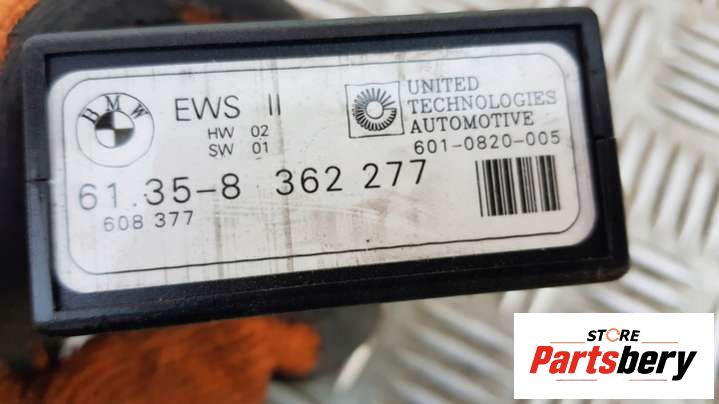 BMW
EWS II
HW 02
SW 01
UNITED
TECHNOLOGIES
AUTOMOTIVE
601-0820-005
61.35-8 362 277
608 377
STORE
Partsbery